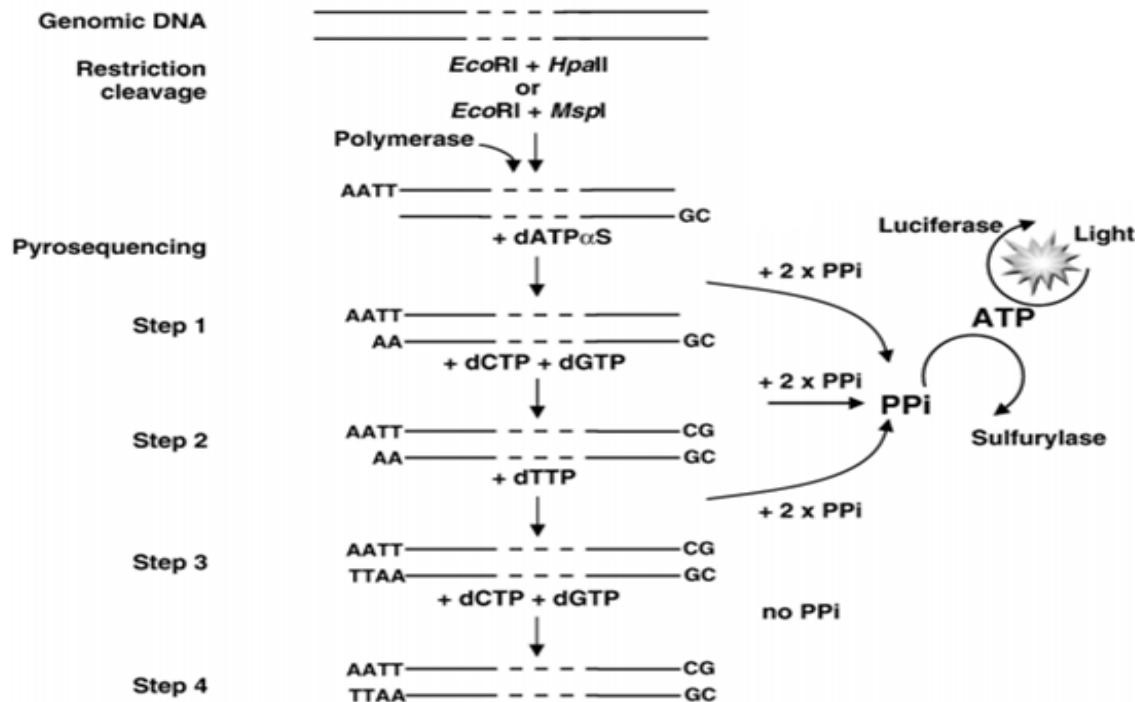 Genomic DNA
Restriction
cleavage
EcoRI + HpaII
or
EcoRI + MspI
Polymerase
AATT
GC
+ dATPαS
Pyrosequencing
Luciferase
Light
+ 2 x PPi
ATP
Step 1
AATT
AA
GC
+ dCTP + dGTP
+ 2 x PPi
PPi
Sulfurylase
Step 2
AATT
CG
AA
GC
+ dTTP
+ 2 x PPi
Step 3
AATT
CG
TTAA
GC
+ dCTP + dGTP
no PPi
Step 4
AATT
CG
TTAA
GC